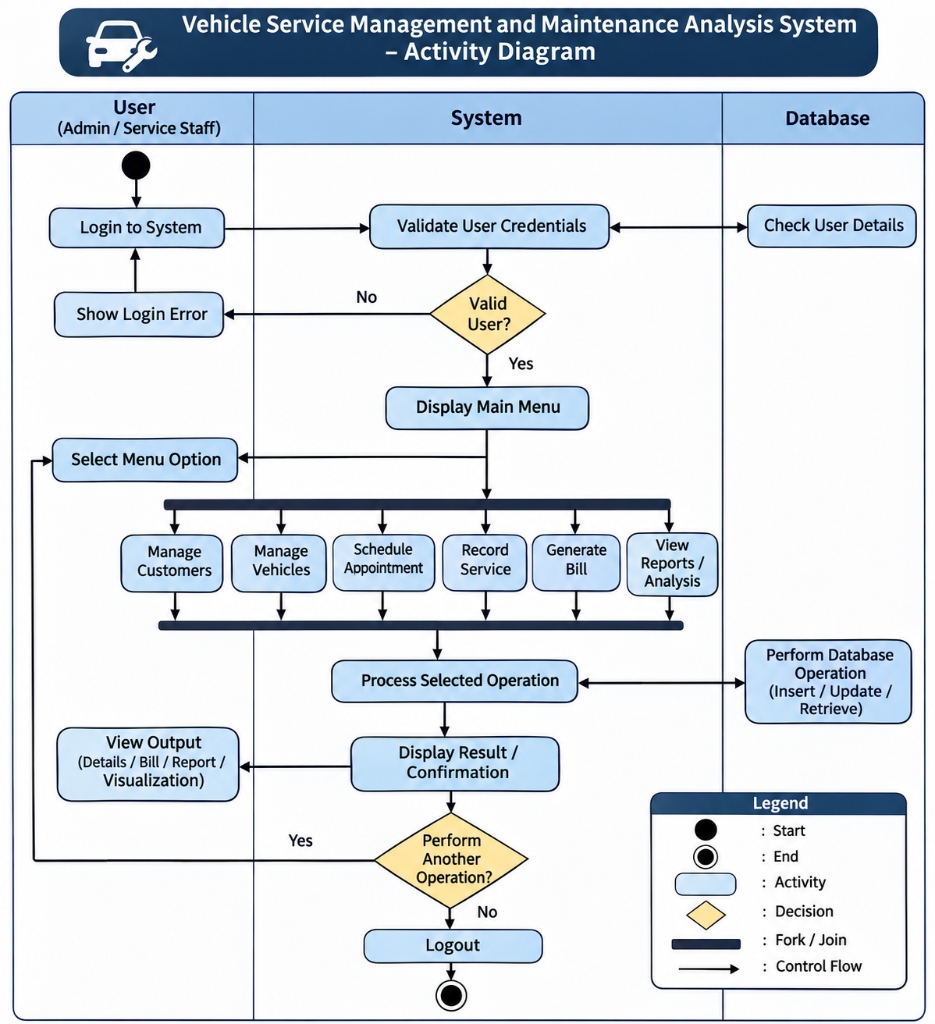 Vehicle Service Management and Maintenance Analysis System
– Activity Diagram
User
(Admin / Service Staff)
System
Database
Login to System
Validate User Credentials
Check User Details
Show Login Error
No
Valid
User?
Yes
Display Main Menu
Select Menu Option
Manage
Customers
Manage
Vehicles
Schedule
Appointment
Record
Service
Generate
Bill
View
Reports /
Analysis
Process Selected Operation
Perform Database
Operation
(Insert / Update /
Retrieve)
View Output
(Details / Bill / Report /
Visualization)
Display Result /
Confirmation
Yes
Perform
Another
Operation?
No
Logout
Legend
: Start
: End
: Activity
: Decision
: Fork / Join
: Control Flow